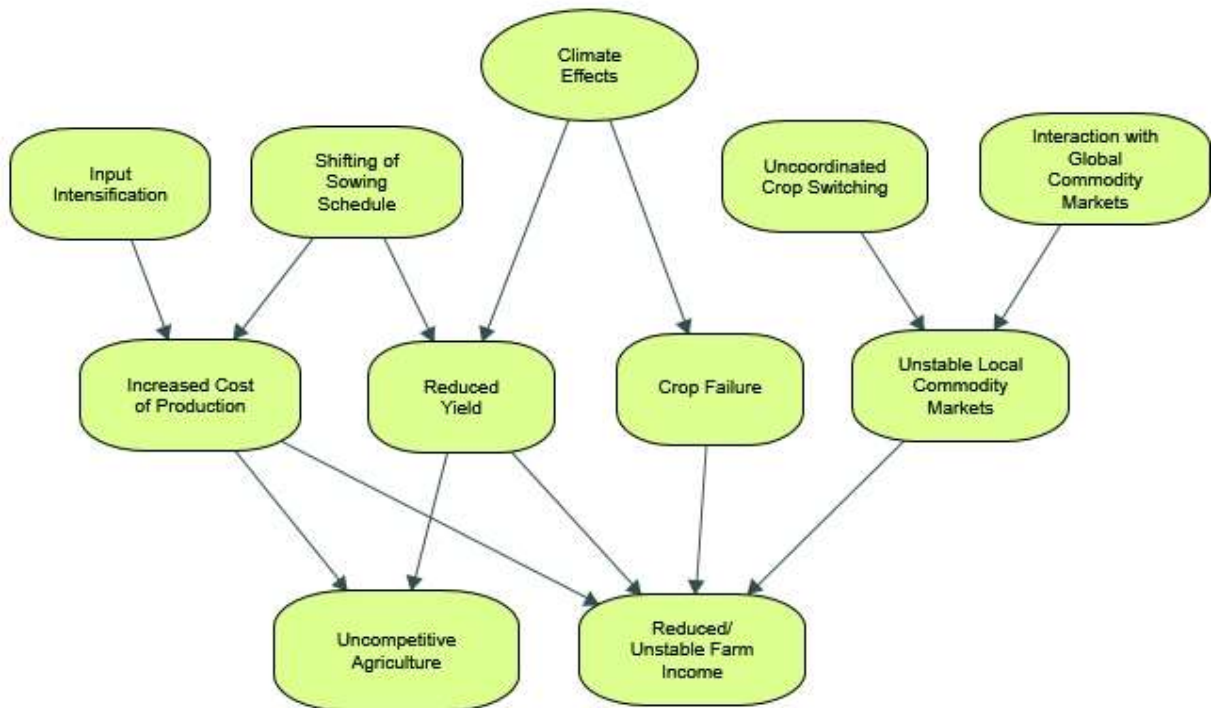 Climate
Effects
Input
Intensification
Shifting of
Sowing
Schedule
Uncoordinated
Crop Switching
Interaction with
Global
Commodity
Markets
Increased Cost
of Production
Reduced
Yield
Crop Failure
Unstable Local
Commodity
Markets
Uncompetitive
Agriculture
Reduced/
Unstable Farm
Income